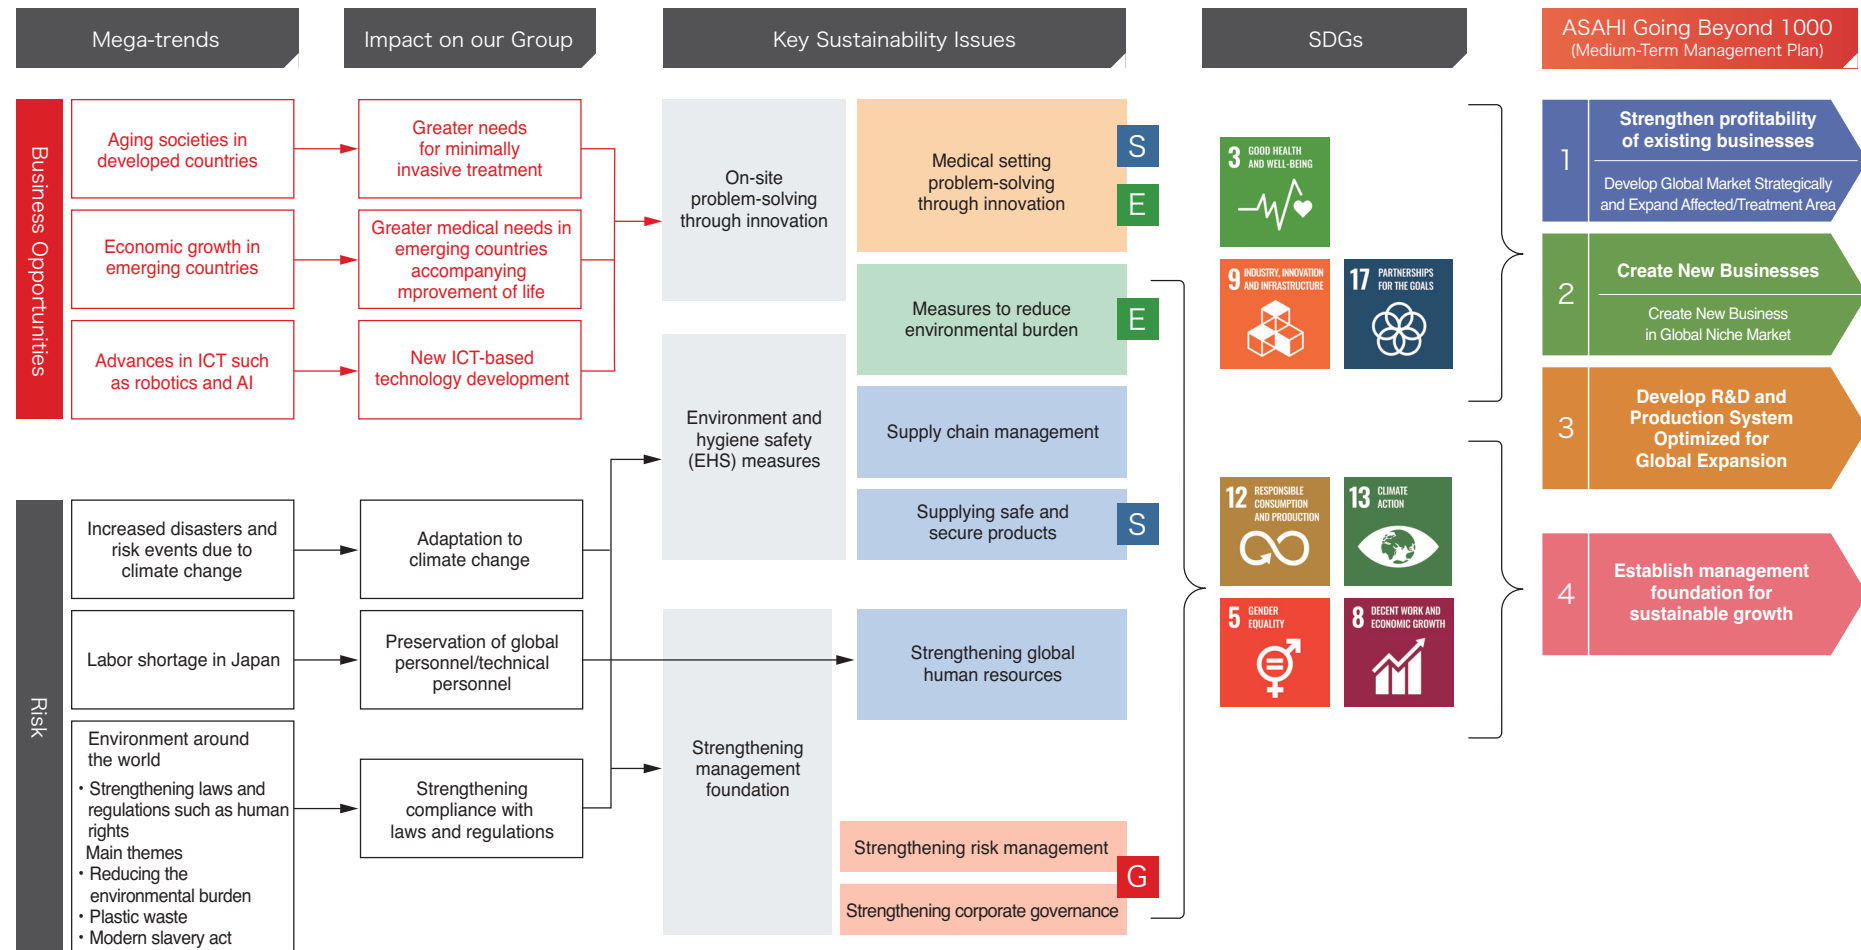 Mega-trends
Impact on our Group
Key Sustainability Issues
SDGs
ASAHI Going Beyond 1000
(Medium-Term Management Plan)
Business Opportunities
Aging societies in
developed countries
Greater needs
for minimally
invasive treatment
Economic growth in
emerging countries
Greater medical needs in
emerging countries
accompanying
mprovement of life
Advances in ICT such
as robotics and AI
New ICT-based
technology development
Risk
Increased disasters and
risk events due to
climate change
Adaptation to
climate change
Labor shortage in Japan
Preservation of global
personnel/technical
personnel
Environment around
the world
・Strengthening laws and
regulations such as human
rights
Main themes
・Reducing the
environmental burden
・Plastic waste
・Modern slavery act
Strengthening
compliance with
laws and regulations
On-site
problem-solving
through innovation
Environment and
hygiene safety
(EHS) measures
Strengthening
management
foundation
Medical setting
problem-solving
through innovation
S
E
Measures to reduce
environmental burden
E
Supply chain management
Supplying safe and
secure products
S
Strengthening global
human resources
Strengthening risk management
G
Strengthening corporate governance
3 GOOD HEALTH
AND WELL-BEING
9 INDUSTRY, INNOVATION
AND INFRASTRUCTURE
17 PARTNERSHIPS
FOR THE GOALS
12 RESPONSIBLE
CONSUMPTION
AND PRODUCTION
13 CLIMATE
ACTION
5 GENDER
EQUALITY
8 DECENT WORK AND
ECONOMIC GROWTH
1
Strengthen profitability
of existing businesses
Develop Global Market Strategically
and Expand Affected/Treatment Area
2
Create New Businesses
Create New Business
in Global Niche Market
3
Develop R&D and
Production System
Optimized for
Global Expansion
4
Establish management
foundation for
sustainable growth